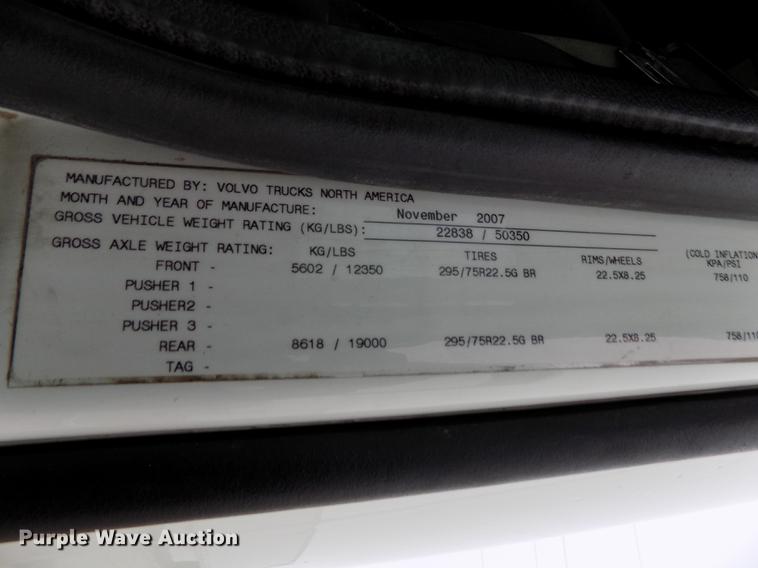 MANUFACTURED BY: VOLVO TRUCKS NORTH AMERICA
MONTH AND YEAR OF MANUFACTURE: November 2007
GROSS VEHICLE WEIGHT RATING (KG/LBS): 22838 / 50350
GROSS AXLE WEIGHT RATING: KG/LBS TIRES RIMS/WHEELS (COLD INFLATION KPA/PSI
FRONT - 5602 / 12350 295/75R22.5G BR 22.5X8.25 758/110
PUSHER 1 -
PUSHER2 -
PUSHER 3 -
REAR - 8618 / 19000 295/75R22.5G BR 22.5X8.25 758/110
TAG -
Purple Wave Auction